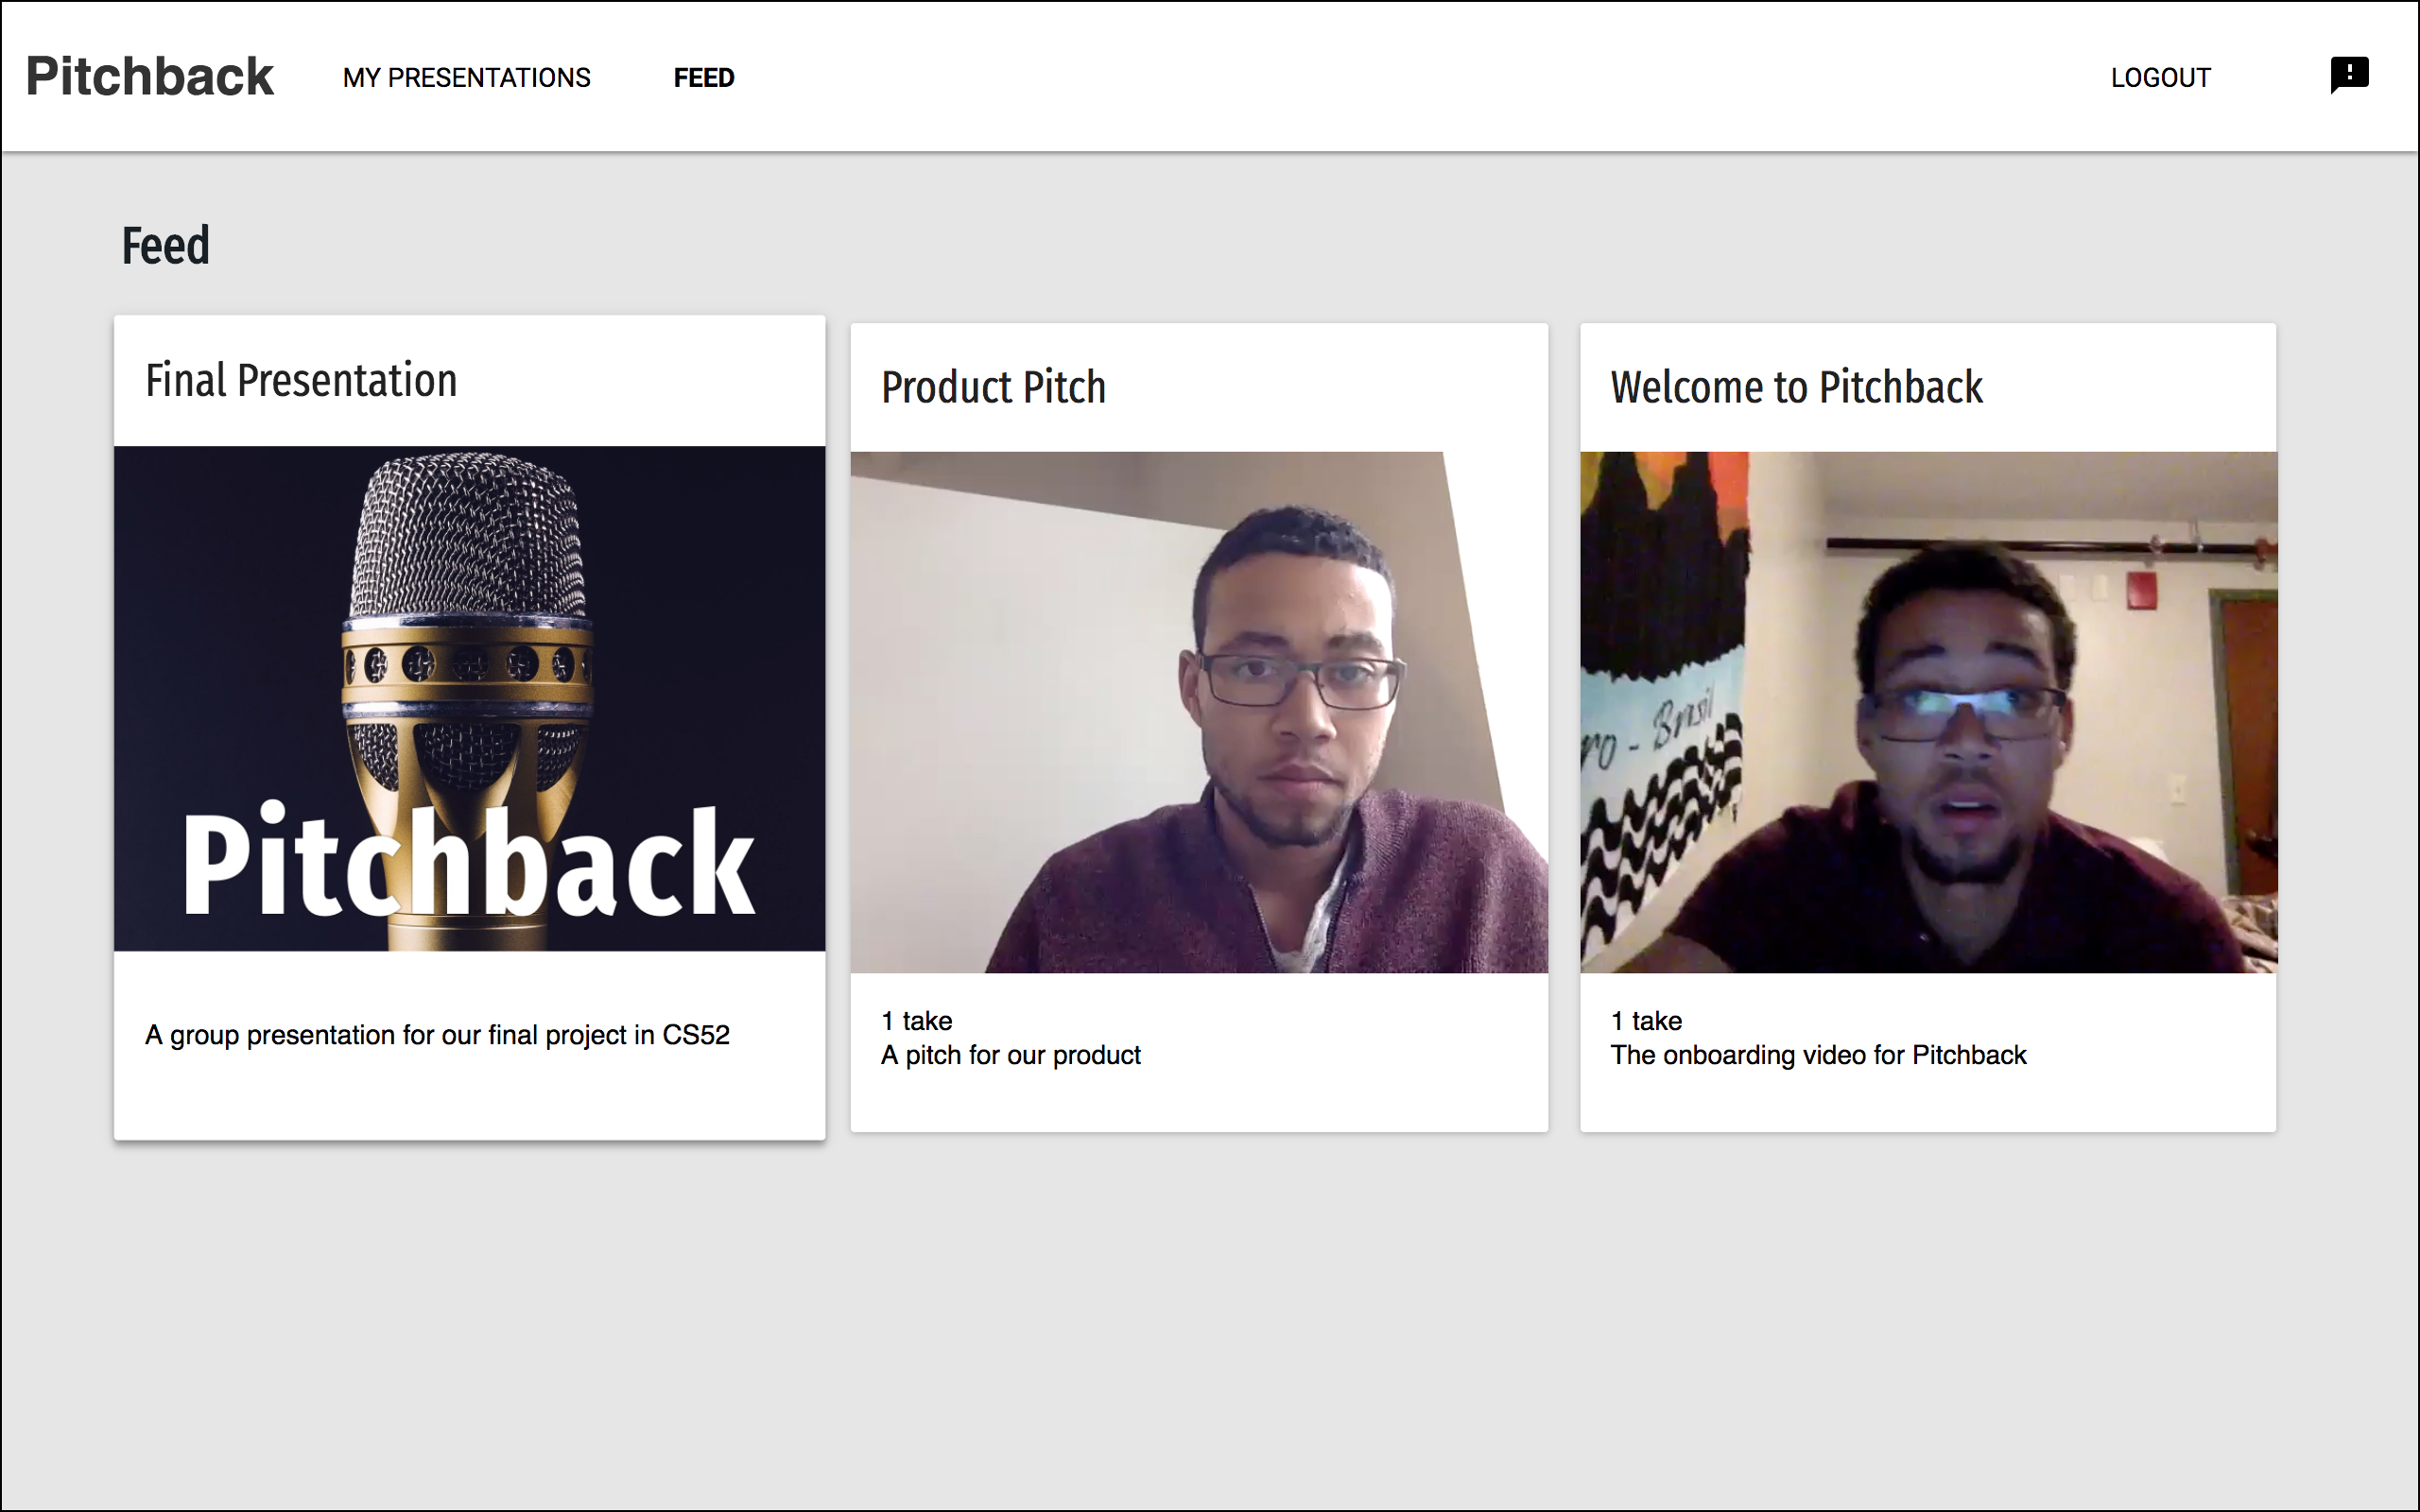 Pitchback
MY PRESENTATIONS
FEED
LOGOUT
Feed
Final Presentation
Pitchback
A group presentation for our final project in CS52
Product Pitch
1 take
A pitch for our product
Welcome to Pitchback
ro - Brasil
1 take
The onboarding video for Pitchback